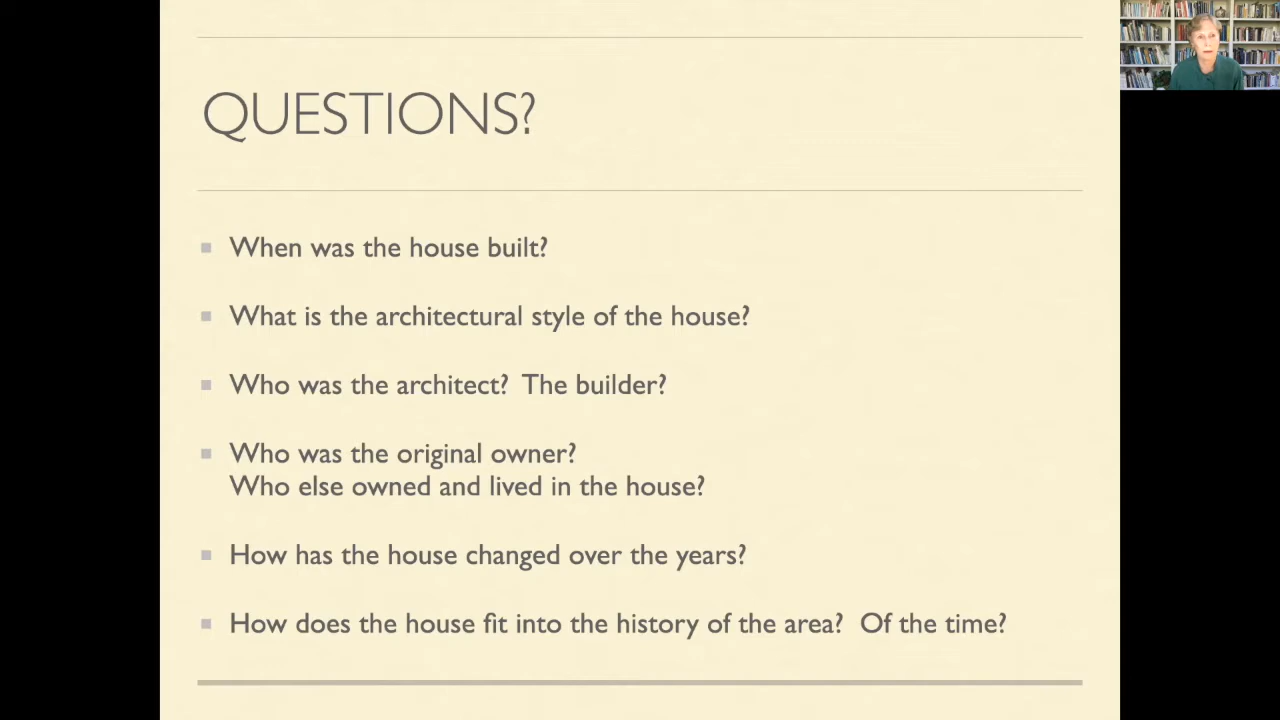 QUESTIONS?
When was the house built?
What is the architectural style of the house?
Who was the architect?  The builder?
Who was the original owner?
Who else owned and lived in the house?
How has the house changed over the years?
How does the house fit into the history of the area?  Of the time?